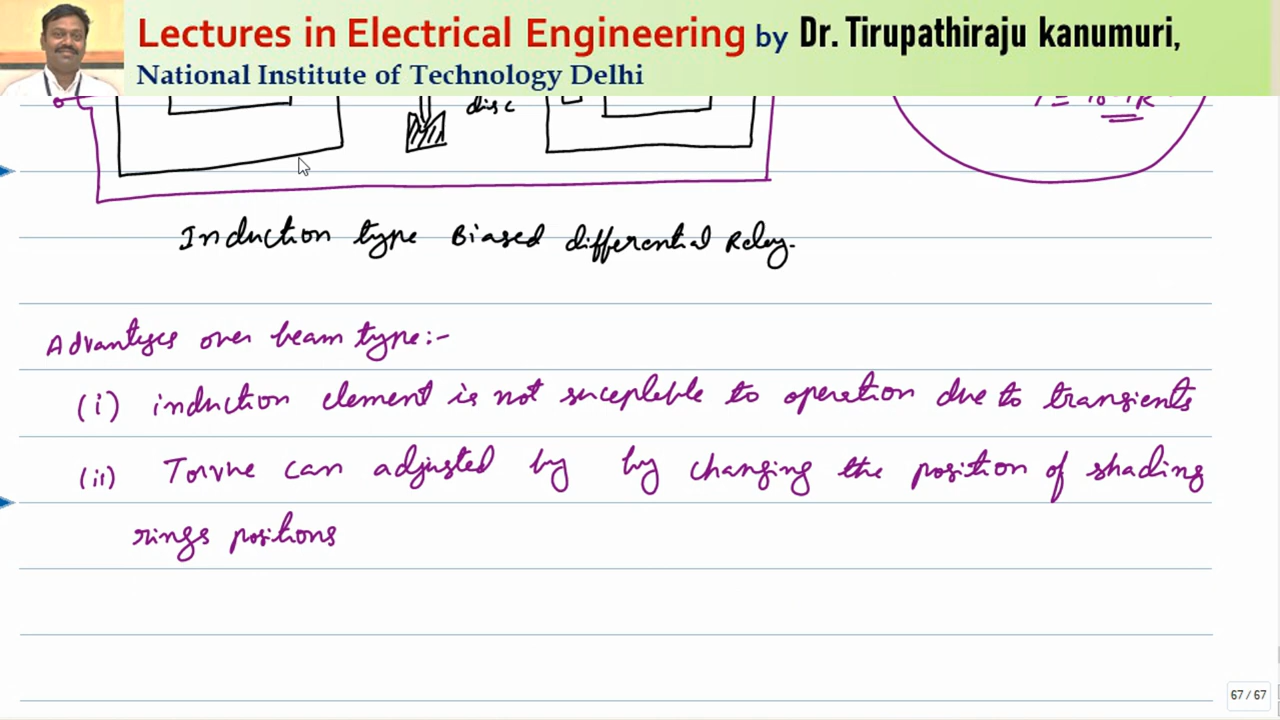 Lectures in Electrical Engineering by Dr. Tirupathiraju kanumuri,
National Institute of Technology Delhi
disc
Induction type Biased differential Relay.
Advantages over beam type:-
(i) induction element is not suceptible to operation due to transients
(ii) Torque can adjusted by by changing the position of shading
rings positions
67 / 67